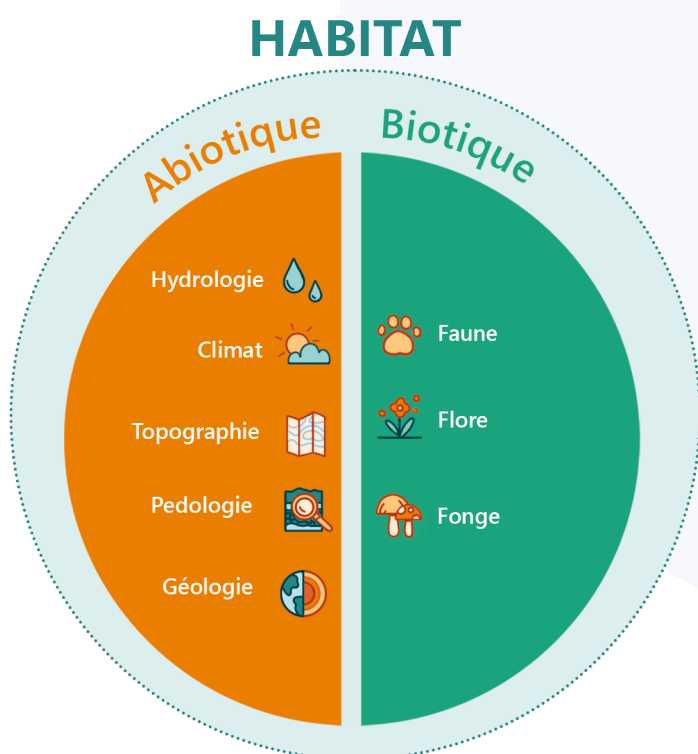 HABITAT
Abiotique
Biotique
Hydrologie
Climat
Topographie
Pedologie
Géologie
Faune
Flore
Fonge